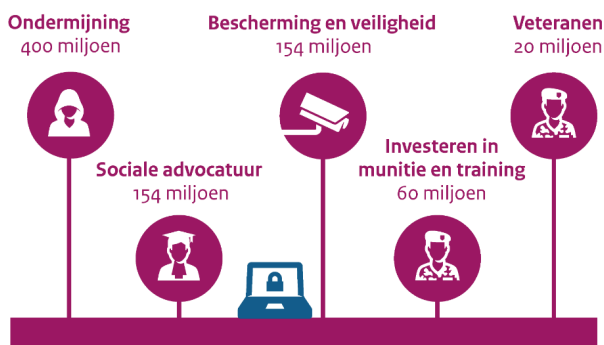 Ondermijning
400 miljoen
Bescherming en veiligheid
154 miljoen
Veteranen
20 miljoen
Sociale advocatuur
154 miljoen
Investeren in
munitie en training
60 miljoen